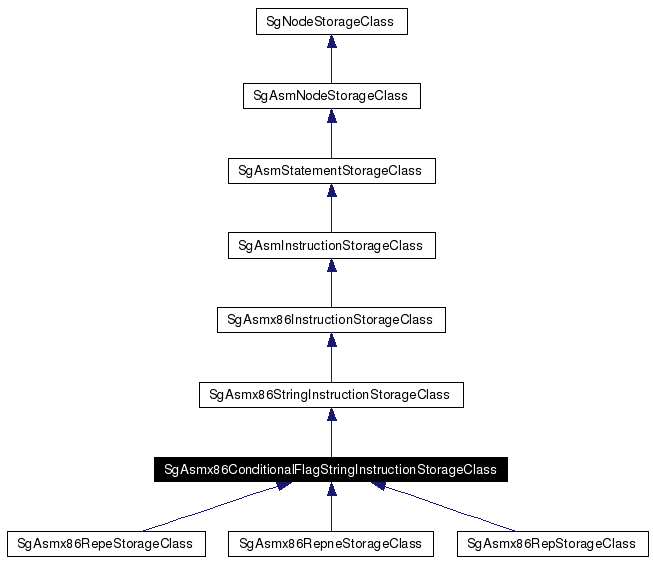 SgNodeStorageClass
SgAsmNodeStorageClass
SgAsmStatementStorageClass
SgAsmInstructionStorageClass
SgAsmx86InstructionStorageClass
SgAsmx86StringInstructionStorageClass
SgAsmx86ConditionalFlagStringInstructionStorageClass
SgAsmx86RepeStorageClass
SgAsmx86RepneStorageClass
SgAsmx86RepStorageClass